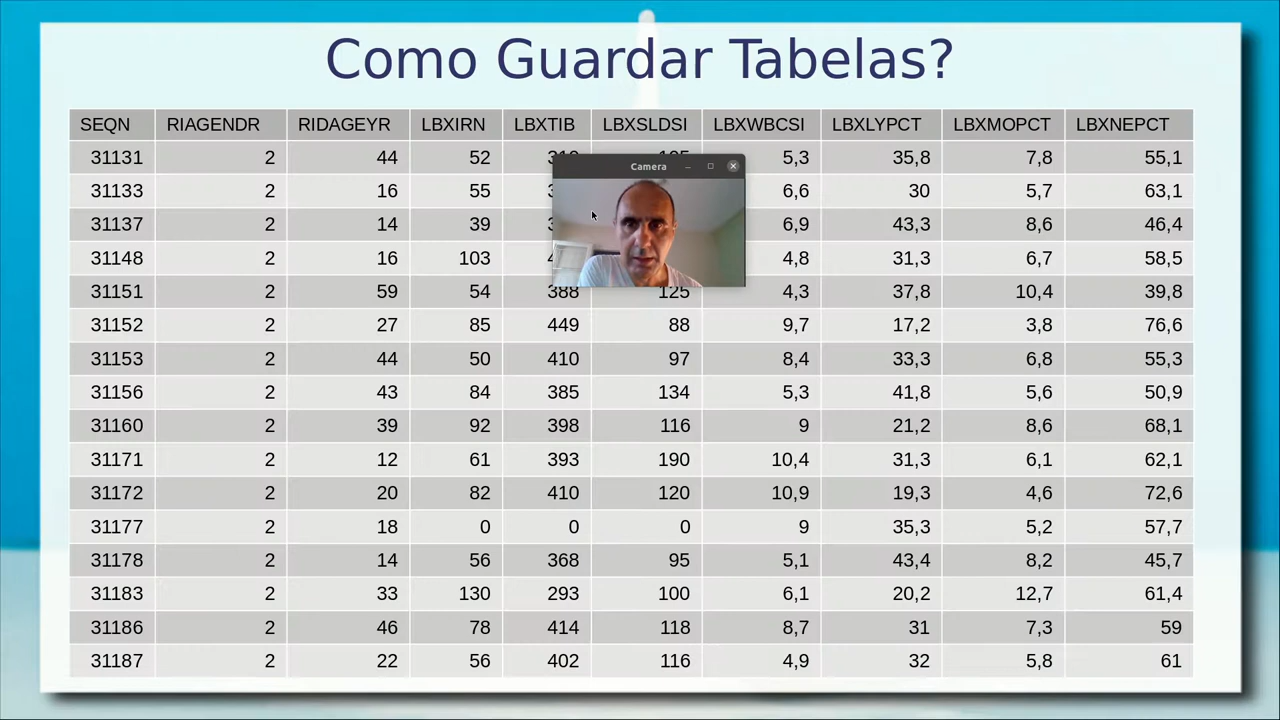 Como Guardar Tabelas?
SEQN RIAGENDR RIDAGEYR LBXIRN LBXTIB LBXSLDSI LBXWBCSI LBXLYPCT LBXMOPCT LBXNEPCT
31131 2 44 52 5,3 35,8 7,8 55,1
Camera
31133 2 16 55 6,6 30 5,7 63,1
31137 2 14 39 6,9 43,3 8,6 46,4
31148 2 16 103 4,8 31,3 6,7 58,5
31151 2 59 54 388 125 4,3 37,8 10,4 39,8
31152 2 27 85 449 88 9,7 17,2 3,8 76,6
31153 2 44 50 410 97 8,4 33,3 6,8 55,3
31156 2 43 84 385 134 5,3 41,8 5,6 50,9
31160 2 39 92 398 116 9 21,2 8,6 68,1
31171 2 12 61 393 190 10,4 31,3 6,1 62,1
31172 2 20 82 410 120 10,9 19,3 4,6 72,6
31177 2 18 0 0 0 9 35,3 5,2 57,7
31178 2 14 56 368 95 5,1 43,4 8,2 45,7
31183 2 33 130 293 100 6,1 20,2 12,7 61,4
31186 2 46 78 414 118 8,7 31 7,3 59
31187 2 22 56 402 116 4,9 32 5,8 61